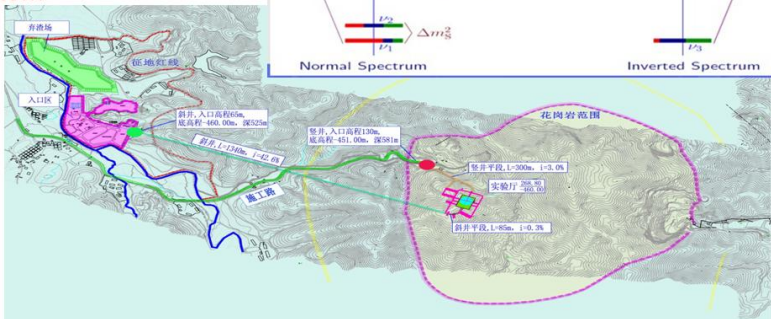 ν₂
ν₁
Δm²ₛ
ν₃
Normal Spectrum
Inverted Spectrum
弃渣场
征地红线
入口区
斜井,入口高程65m,
底高程-460.00m, 深525m
斜井,L=1340m, i=42.6%
施工路
竖井,入口高程130m,
底高程-451.00m, 深581m
花岗岩范围
竖井平段,L=300m, i=3.0%
实验厅 268.80
-460.00
斜井平段,L=85m, i=0.3%